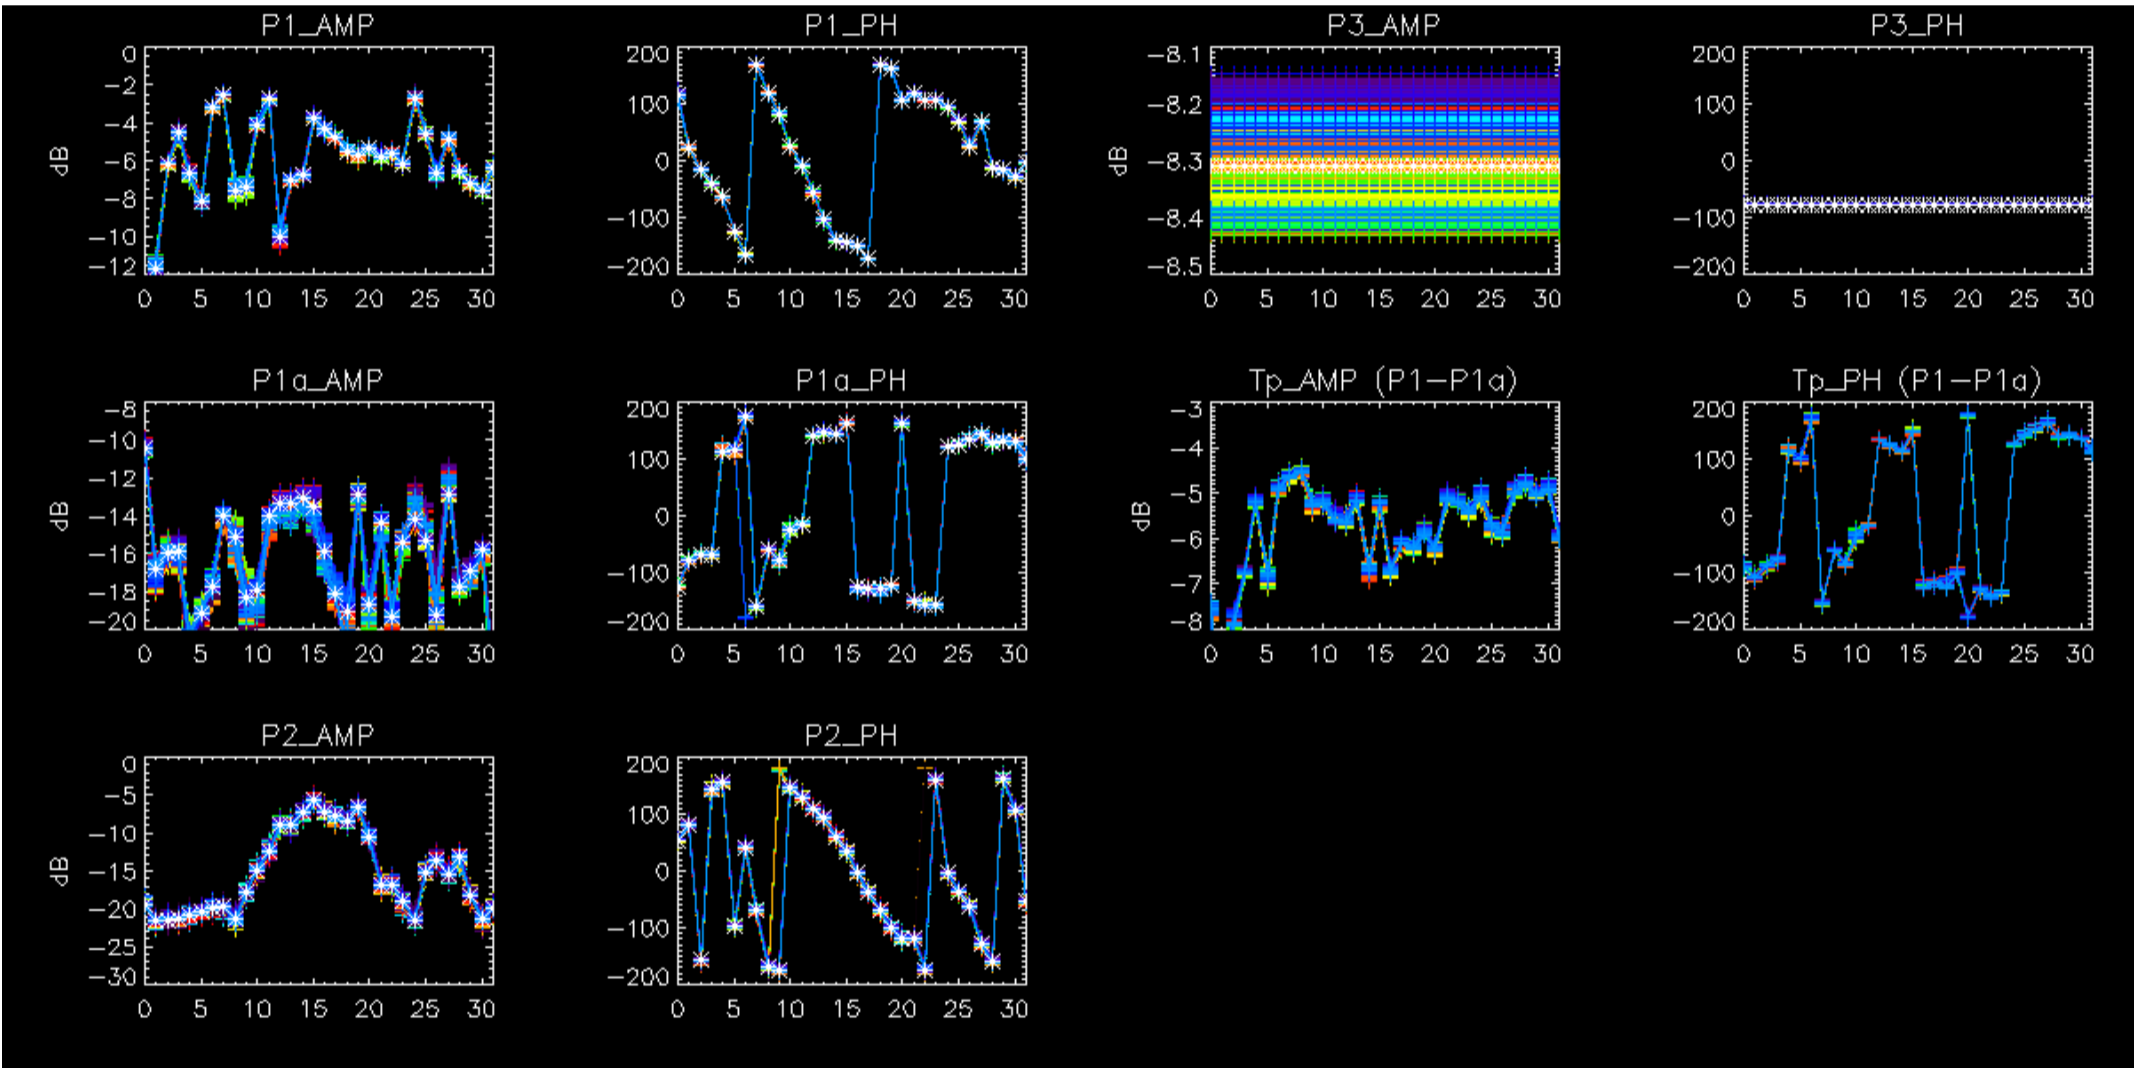 P1_AMP
0
-2
-4
-6
-8
-10
-12
dB
0 5 10 15 20 25 30
P1_PH
200
100
0
-100
-200
0 5 10 15 20 25 30
P3_AMP
-8.1
-8.2
-8.3
-8.4
-8.5
dB
0 5 10 15 20 25 30
P3_PH
200
100
0
-100
-200
0 5 10 15 20 25 30
P1a_AMP
-8
-10
-12
-14
-16
-18
-20
dB
0 5 10 15 20 25 30
P1a_PH
200
100
0
-100
-200
0 5 10 15 20 25 30
Tp_AMP (P1-P1a)
-3
-4
-5
-6
-7
-8
dB
0 5 10 15 20 25 30
Tp_PH (P1-P1a)
200
100
0
-100
-200
0 5 10 15 20 25 30
P2_AMP
0
-5
-10
-15
-20
-25
-30
dB
0 5 10 15 20 25 30
P2_PH
200
100
0
-100
-200
0 5 10 15 20 25 30